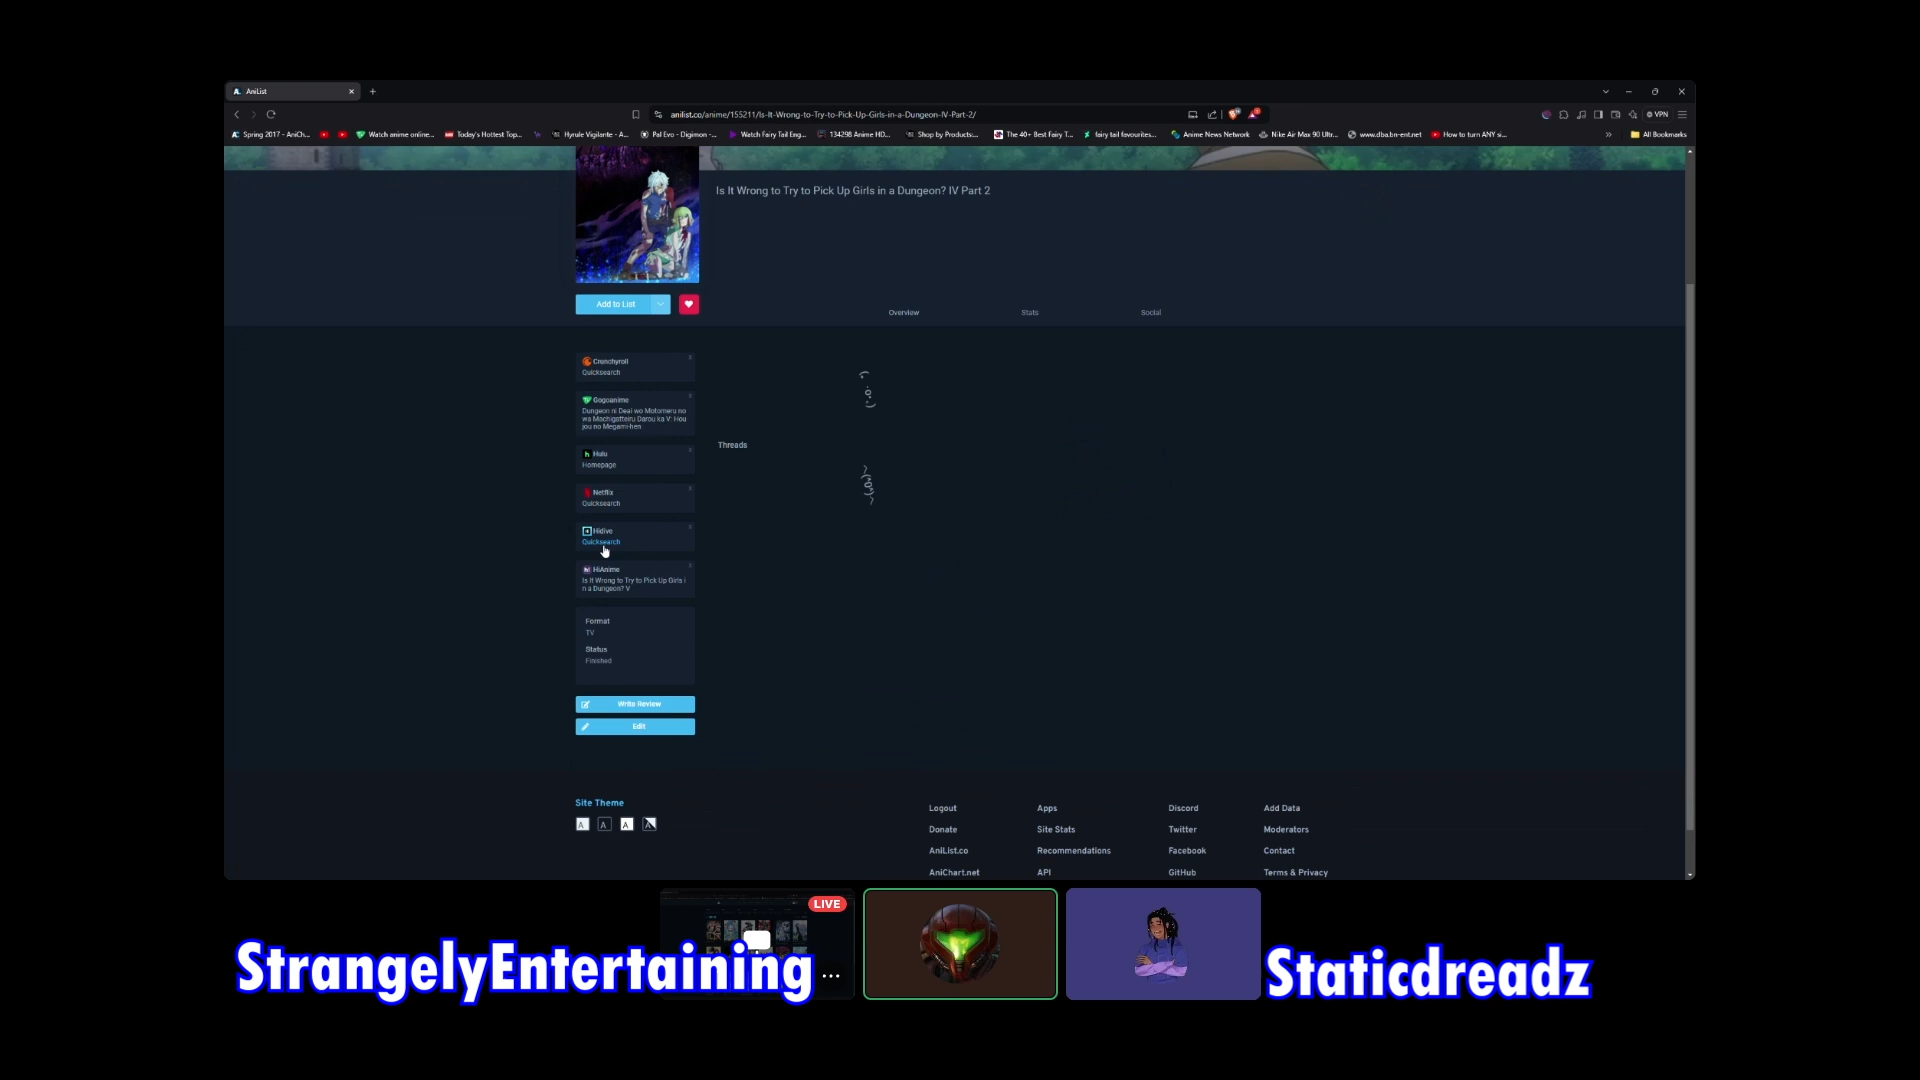 AniList
anilist.co/anime/155211/Is-It-Wrong-to-Try-to-Pick-Up-Girls-in-a-Dungeon-IV-Part-2/
VPN
Spring 2017 - AniCh...
Watch anime online...
Today's Hottest Top...
Hyrule Vigilante - A...
Pal Evo - Digimon -...
Watch Fairy Tail Eng...
134298 Anime HD...
Shop by Products...
The 40+ Best Fairy T...
fairy tail favourites...
Anime News Network
Nike Air Max 90 Ultr...
www.dba.bn-ent.net
How to turn ANY si...
All Bookmarks
Is It Wrong to Try to Pick Up Girls in a Dungeon? IV Part 2
Add to List
Overview
Stats
Social
Crunchyroll
Quicksearch
Gogoanime
Dungeon ni Deai wo Motomeru no
wa Machigatteiru Darou ka V: Hou
jou no Megami-hen
Threads
Hulu
Homepage
Netflix
Quicksearch
Hidive
Quicksearch
HiAnime
Is It Wrong to Try to Pick Up Girls i
n a Dungeon? V
Format
TV
Status
Finished
Write Review
Edit
Site Theme
A A A A
Logout
Apps
Discord
Add Data
Donate
Site Stats
Twitter
Moderators
AniList.co
Recommendations
Facebook
Contact
AniChart.net
API
GitHub
Terms & Privacy
LIVE
StrangelyEntertaining
Staticdreadz